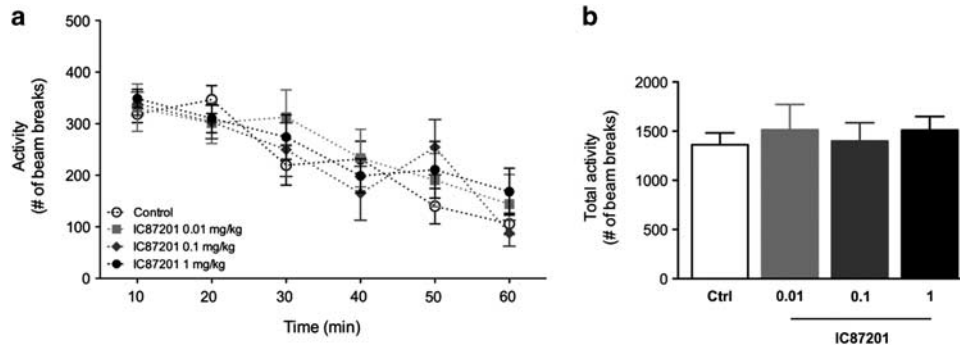 a
500
400
300
200
100
0
Activity
(# of beam breaks)
Control
IC87201 0.01 mg/kg
IC87201 0.1 mg/kg
IC87201 1 mg/kg
10 20 30 40 50 60
Time (min)
b
2000
1500
1000
500
0
Total activity
(# of beam breaks)
Ctrl 0.01 0.1 1
IC87201